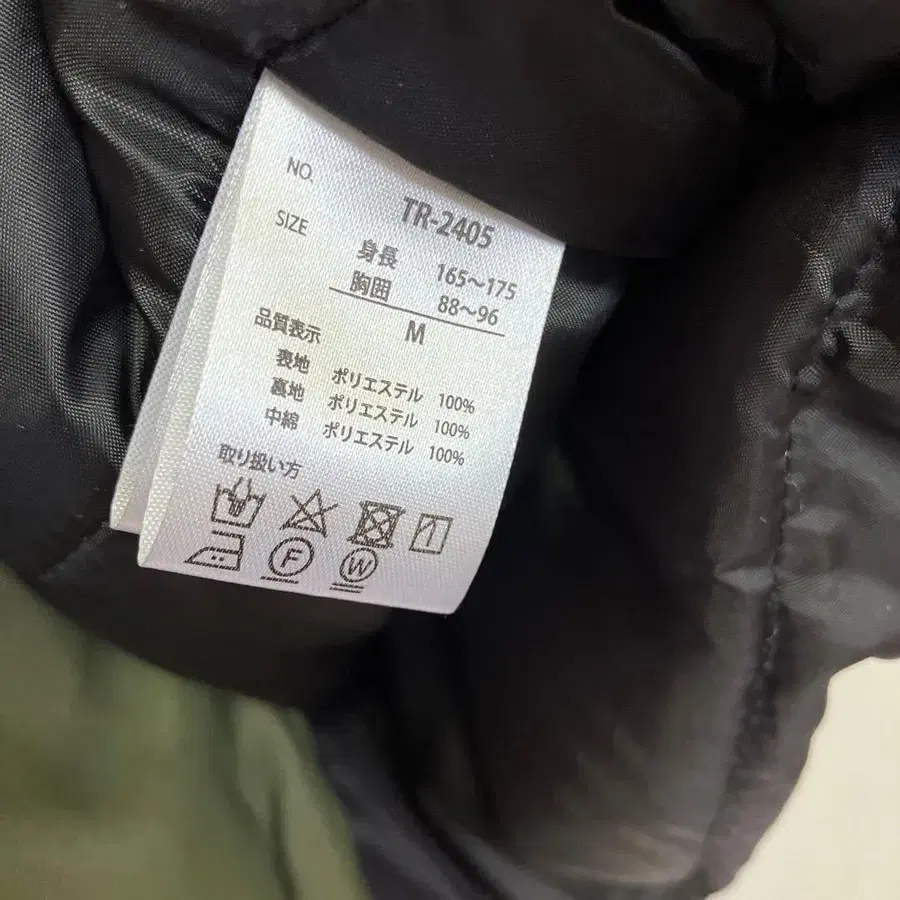 NO. TR-2405
SIZE 身長 165～175
胸囲 88～96
M
品質表示
表地 ポリエステル 100%
裏地 ポリエステル 100%
中綿 ポリエステル 100%
取り扱い方
F W